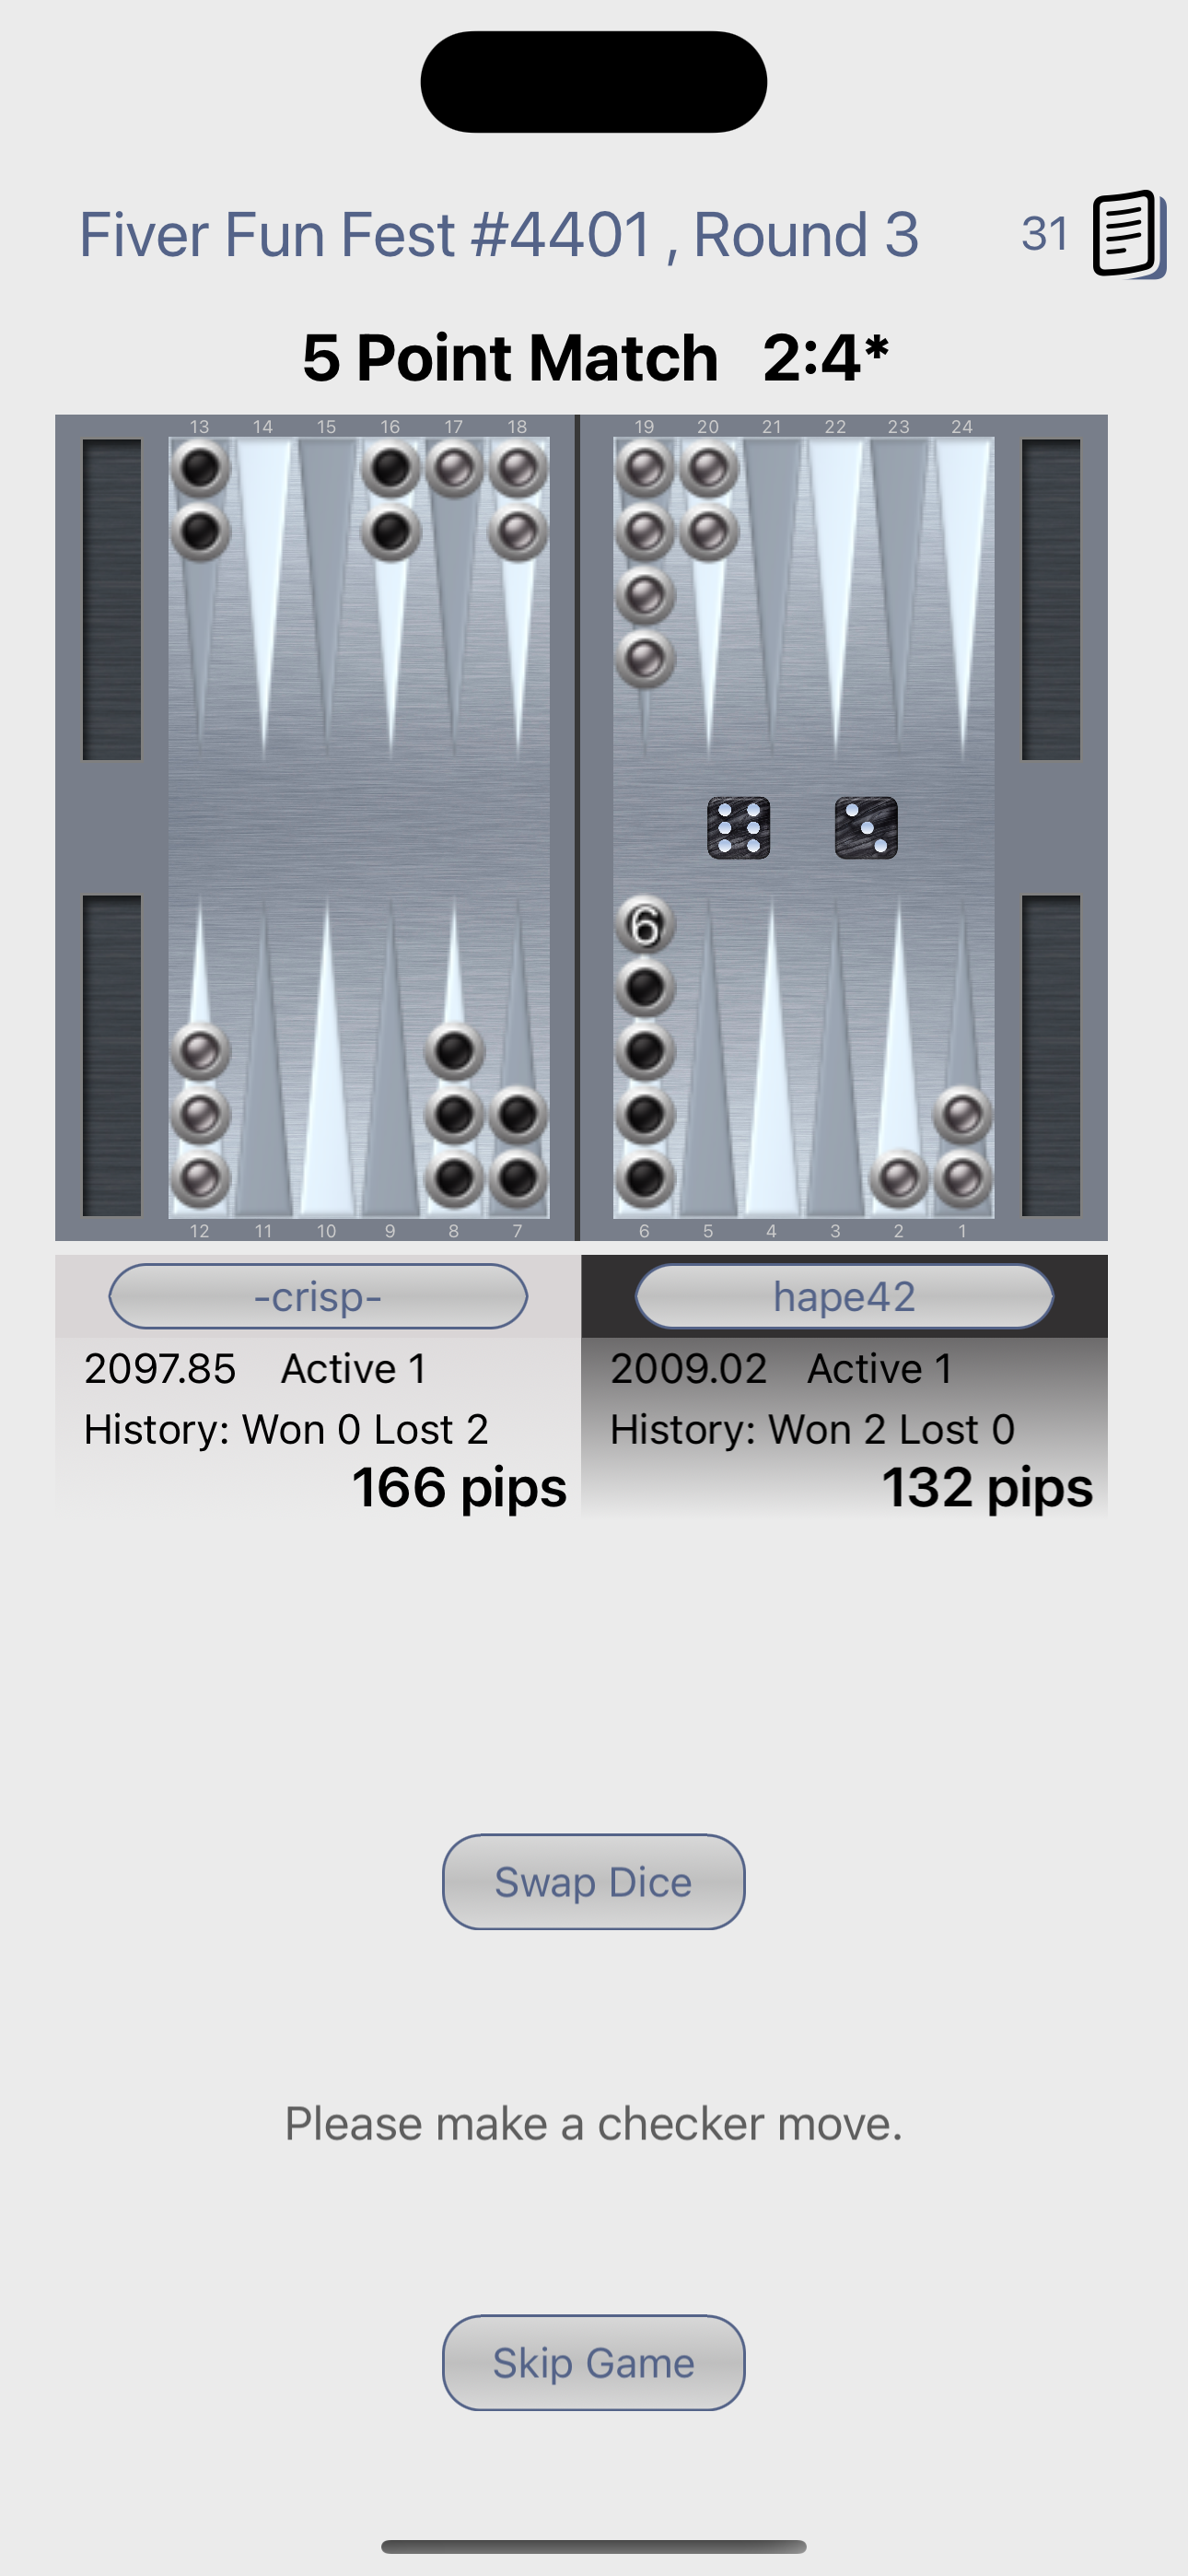 Fiver Fun Fest #4401 , Round 3 31
5 Point Match 2:4*
13 14 15 16 17 18 19 20 21 22 23 24
6
12 11 10 9 8 7 6 5 4 3 2 1
-crisp- hape42
2097.85 Active 1 2009.02 Active 1
History: Won 0 Lost 2 History: Won 2 Lost 0
166 pips 132 pips
Swap Dice
Please make a checker move.
Skip Game